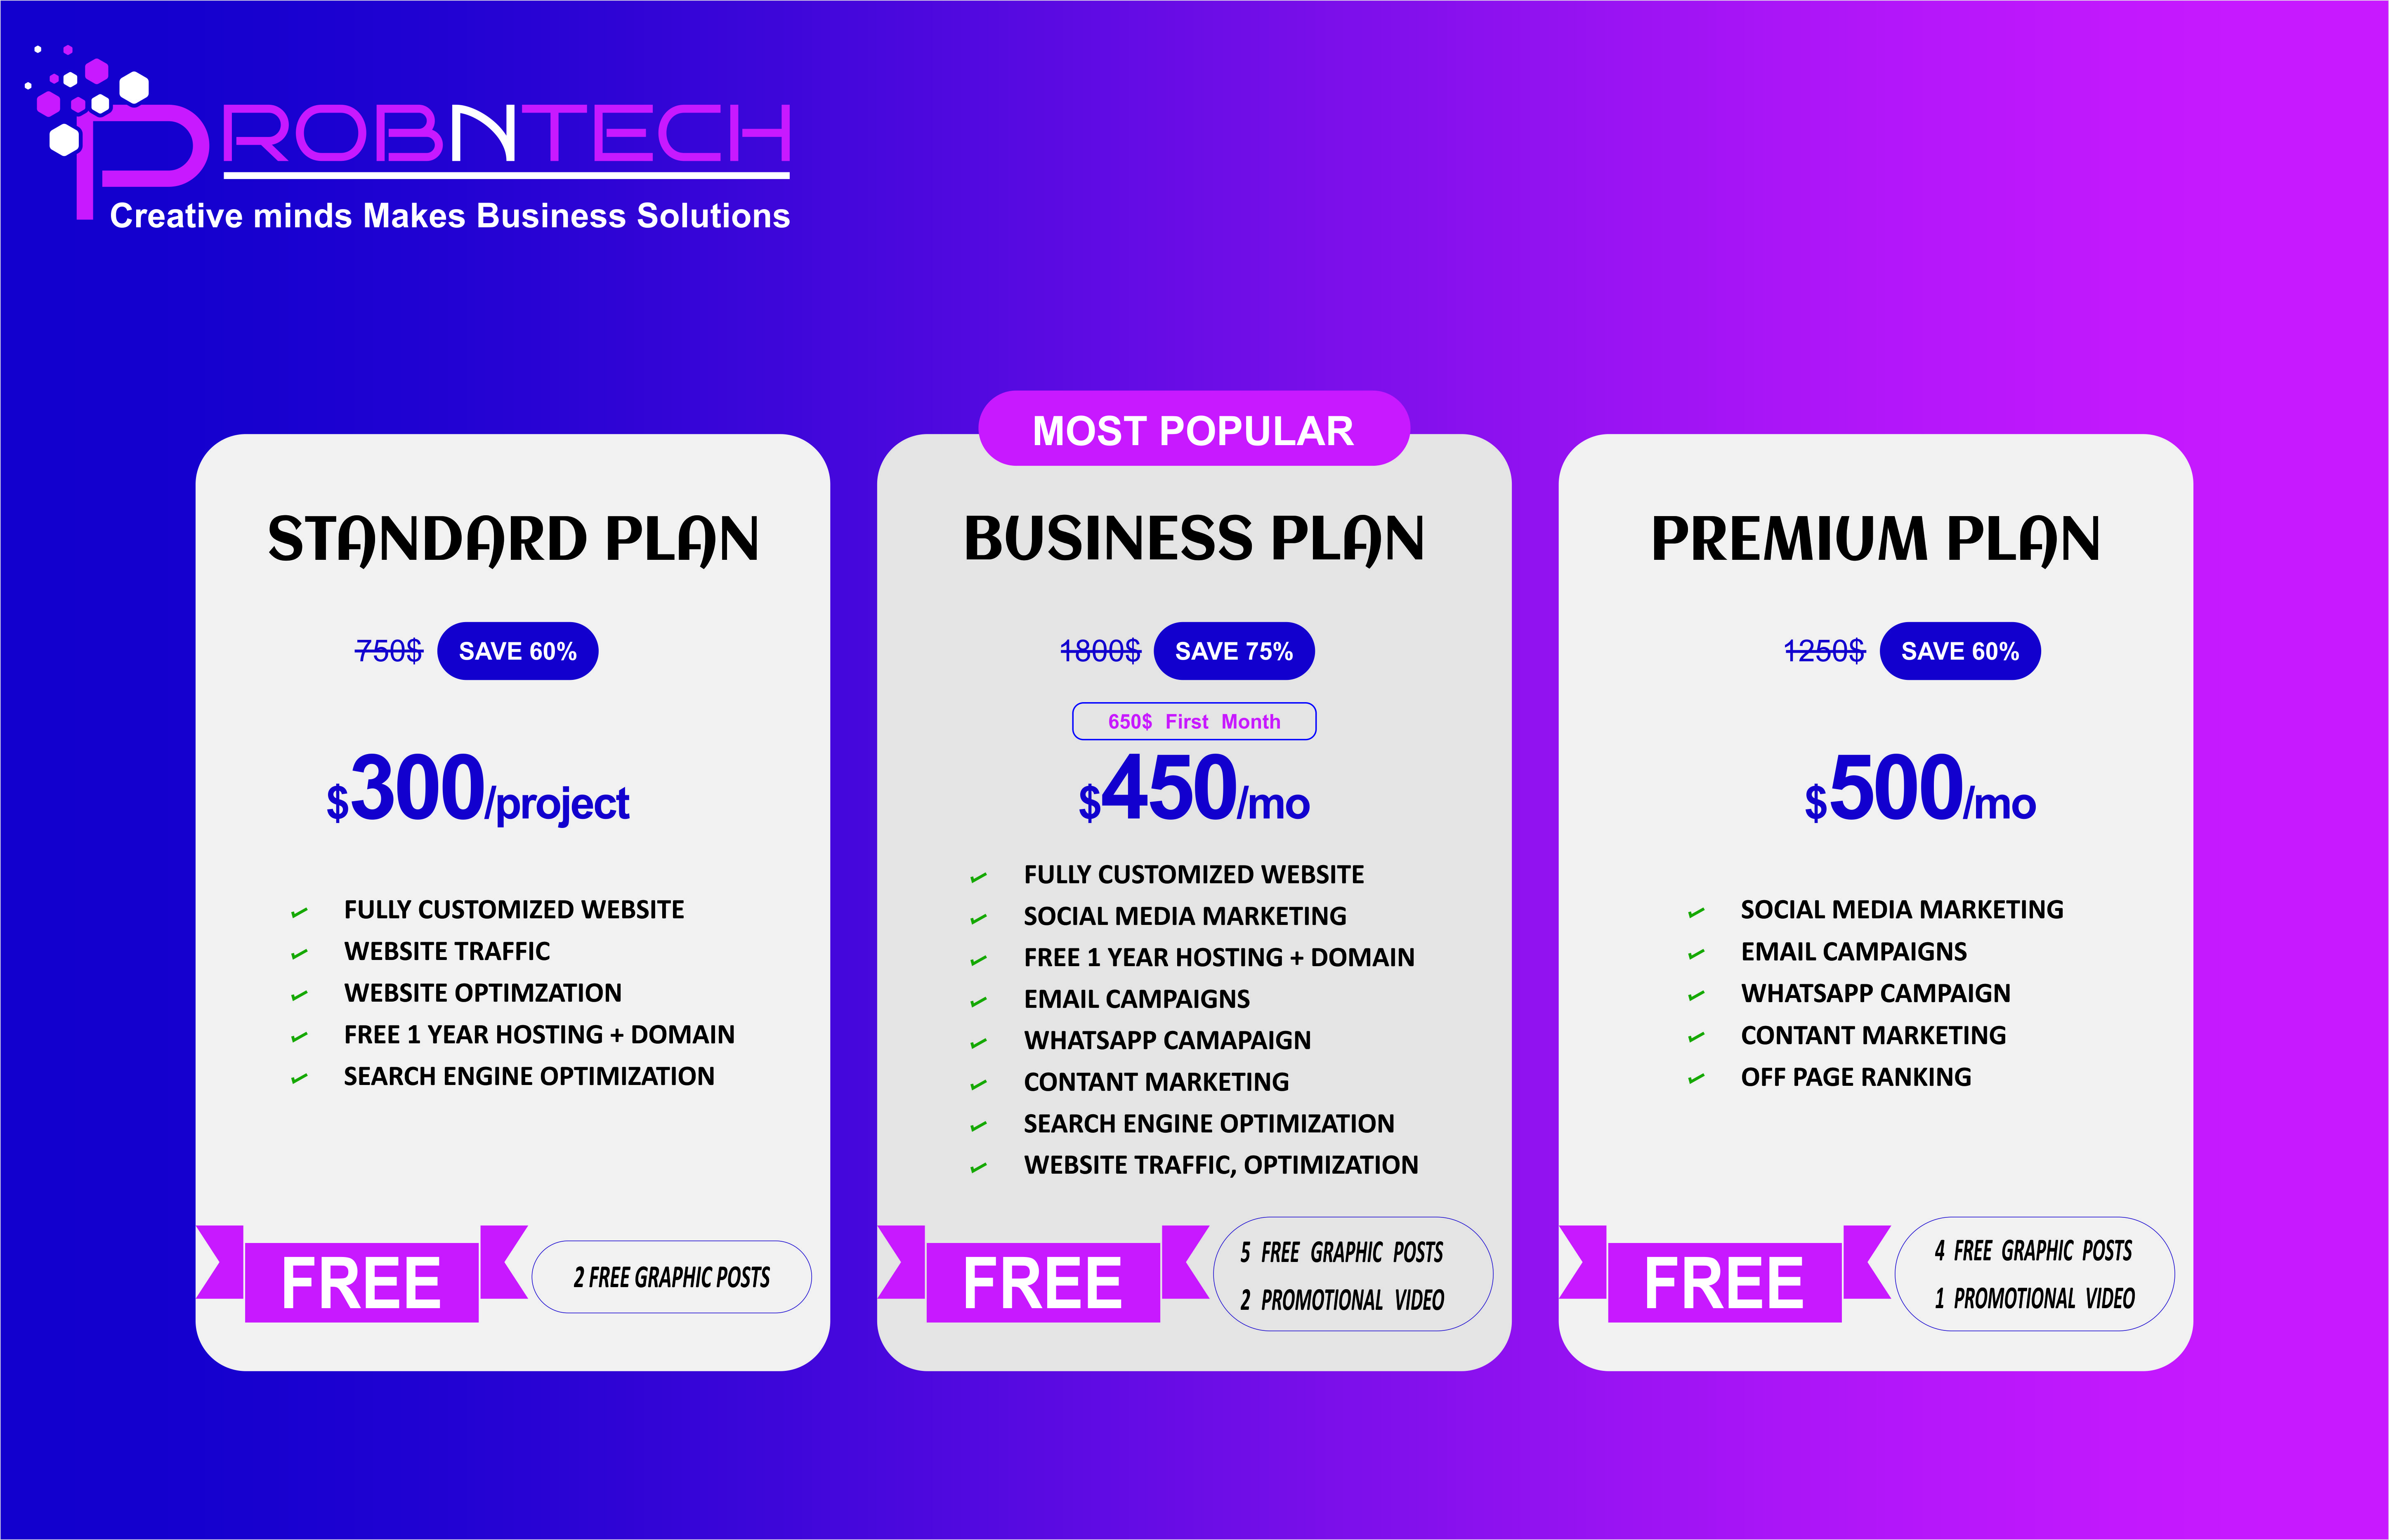 PROBNTECH
Creative minds Makes Business Solutions
STANDARD PLAN
750$ SAVE 60%
$300/project
FULLY CUSTOMIZED WEBSITE
WEBSITE TRAFFIC
WEBSITE OPTIMZATION
FREE 1 YEAR HOSTING + DOMAIN
SEARCH ENGINE OPTIMIZATION
FREE
2 FREE GRAPHIC POSTS
MOST POPULAR
BUSINESS PLAN
1800$ SAVE 75%
650$ First Month
$450/mo
FULLY CUSTOMIZED WEBSITE
SOCIAL MEDIA MARKETING
FREE 1 YEAR HOSTING + DOMAIN
EMAIL CAMPAIGNS
WHATSAPP CAMAPAIGN
CONTANT MARKETING
SEARCH ENGINE OPTIMIZATION
WEBSITE TRAFFIC, OPTIMIZATION
FREE
5 FREE GRAPHIC POSTS
2 PROMOTIONAL VIDEO
PREMIUM PLAN
1250$ SAVE 60%
$500/mo
SOCIAL MEDIA MARKETING
EMAIL CAMPAIGNS
WHATSAPP CAMPAIGN
CONTANT MARKETING
OFF PAGE RANKING
FREE
4 FREE GRAPHIC POSTS
1 PROMOTIONAL VIDEO